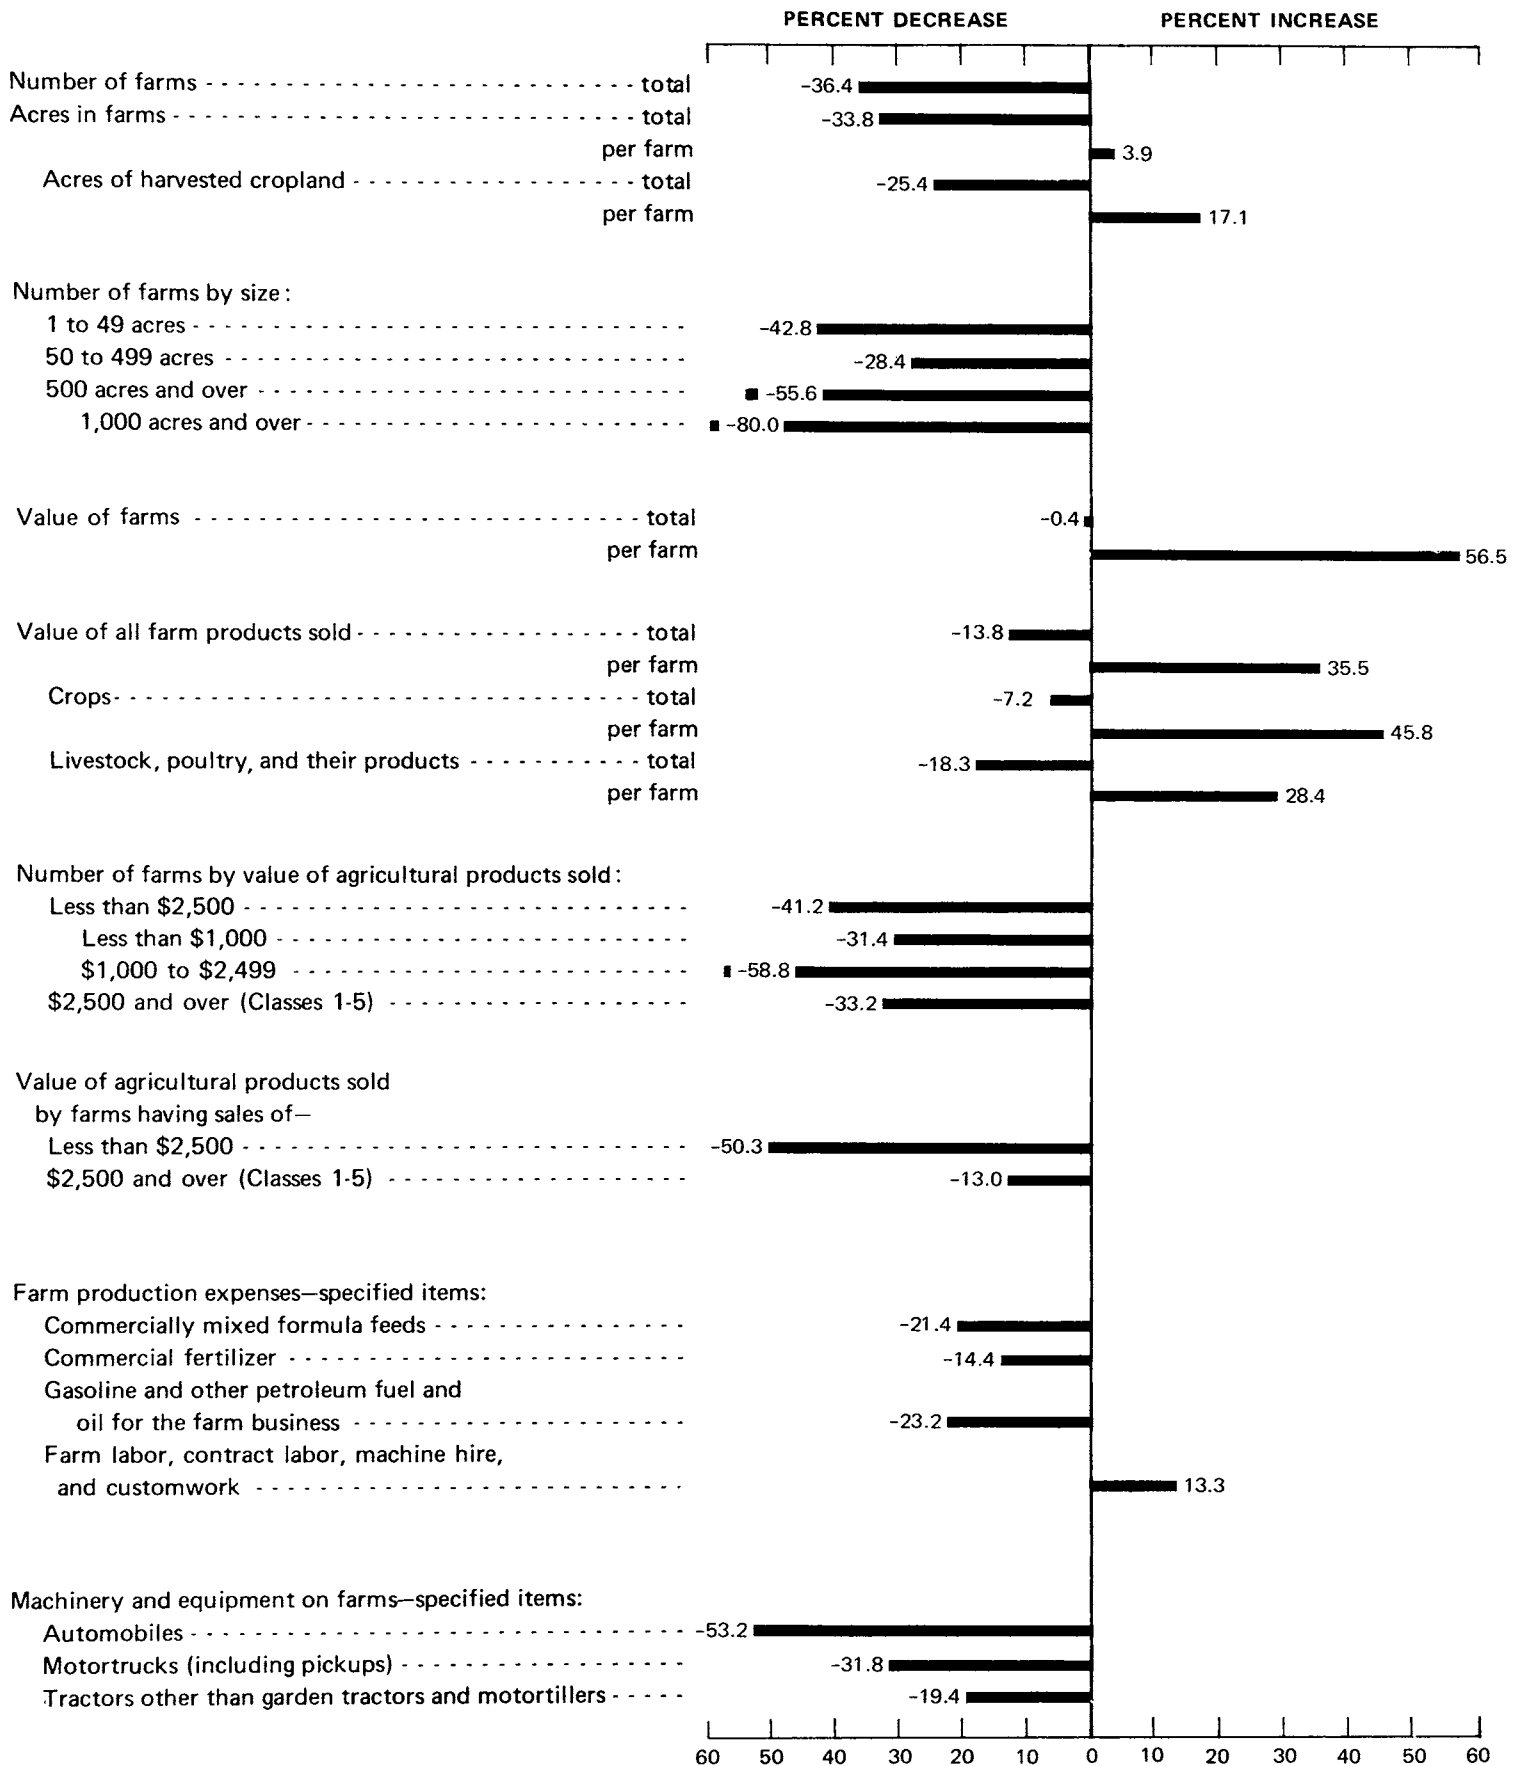 PERCENT DECREASE PERCENT INCREASE
Number of farms - - - - - - - - - - - - - - - - - - - - - - - - - - - total -36.4
Acres in farms - - - - - - - - - - - - - - - - - - - - - - - - - - - - - total -33.8
per farm 3.9
Acres of harvested cropland - - - - - - - - - - - - - - - - - - total -25.4
per farm 17.1
Number of farms by size:
1 to 49 acres - - - - - - - - - - - - - - - - - - - - - - - - - - - - - - - -42.8
50 to 499 acres - - - - - - - - - - - - - - - - - - - - - - - - - - - - - -28.4
500 acres and over - - - - - - - - - - - - - - - - - - - - - - - - - - - -55.6
1,000 acres and over - - - - - - - - - - - - - - - - - - - - - - - - -80.0
Value of farms - - - - - - - - - - - - - - - - - - - - - - - - - - - - total -0.4
per farm 56.5
Value of all farm products sold - - - - - - - - - - - - - - - - - - total -13.8
per farm 35.5
Crops - - - - - - - - - - - - - - - - - - - - - - - - - - - - - - - - - total -7.2
per farm 45.8
Livestock, poultry, and their products - - - - - - - - - - - total -18.3
per farm 28.4
Number of farms by value of agricultural products sold:
Less than $2,500 - - - - - - - - - - - - - - - - - - - - - - - - - - - - -41.2
Less than $1,000 - - - - - - - - - - - - - - - - - - - - - - - - - - -31.4
$1,000 to $2,499 - - - - - - - - - - - - - - - - - - - - - - - - - -58.8
$2,500 and over (Classes 1-5) - - - - - - - - - - - - - - - - - - - -33.2
Value of agricultural products sold
by farms having sales of—
Less than $2,500 - - - - - - - - - - - - - - - - - - - - - - - - - - - - -50.3
$2,500 and over (Classes 1-5) - - - - - - - - - - - - - - - - - - - -13.0
Farm production expenses—specified items:
Commercially mixed formula feeds - - - - - - - - - - - - - - - - -21.4
Commercial fertilizer - - - - - - - - - - - - - - - - - - - - - - - - - -14.4
Gasoline and other petroleum fuel and
oil for the farm business - - - - - - - - - - - - - - - - - - - - - -23.2
Farm labor, contract labor, machine hire,
and customwork - - - - - - - - - - - - - - - - - - - - - - - - - - - 13.3
Machinery and equipment on farms—specified items:
Automobiles - - - - - - - - - - - - - - - - - - - - - - - - - - - - - - - -53.2
Motortrucks (including pickups) - - - - - - - - - - - - - - - - - - -31.8
Tractors other than garden tractors and motortillers - - - - - -19.4
60 50 40 30 20 10 0 10 20 30 40 50 60